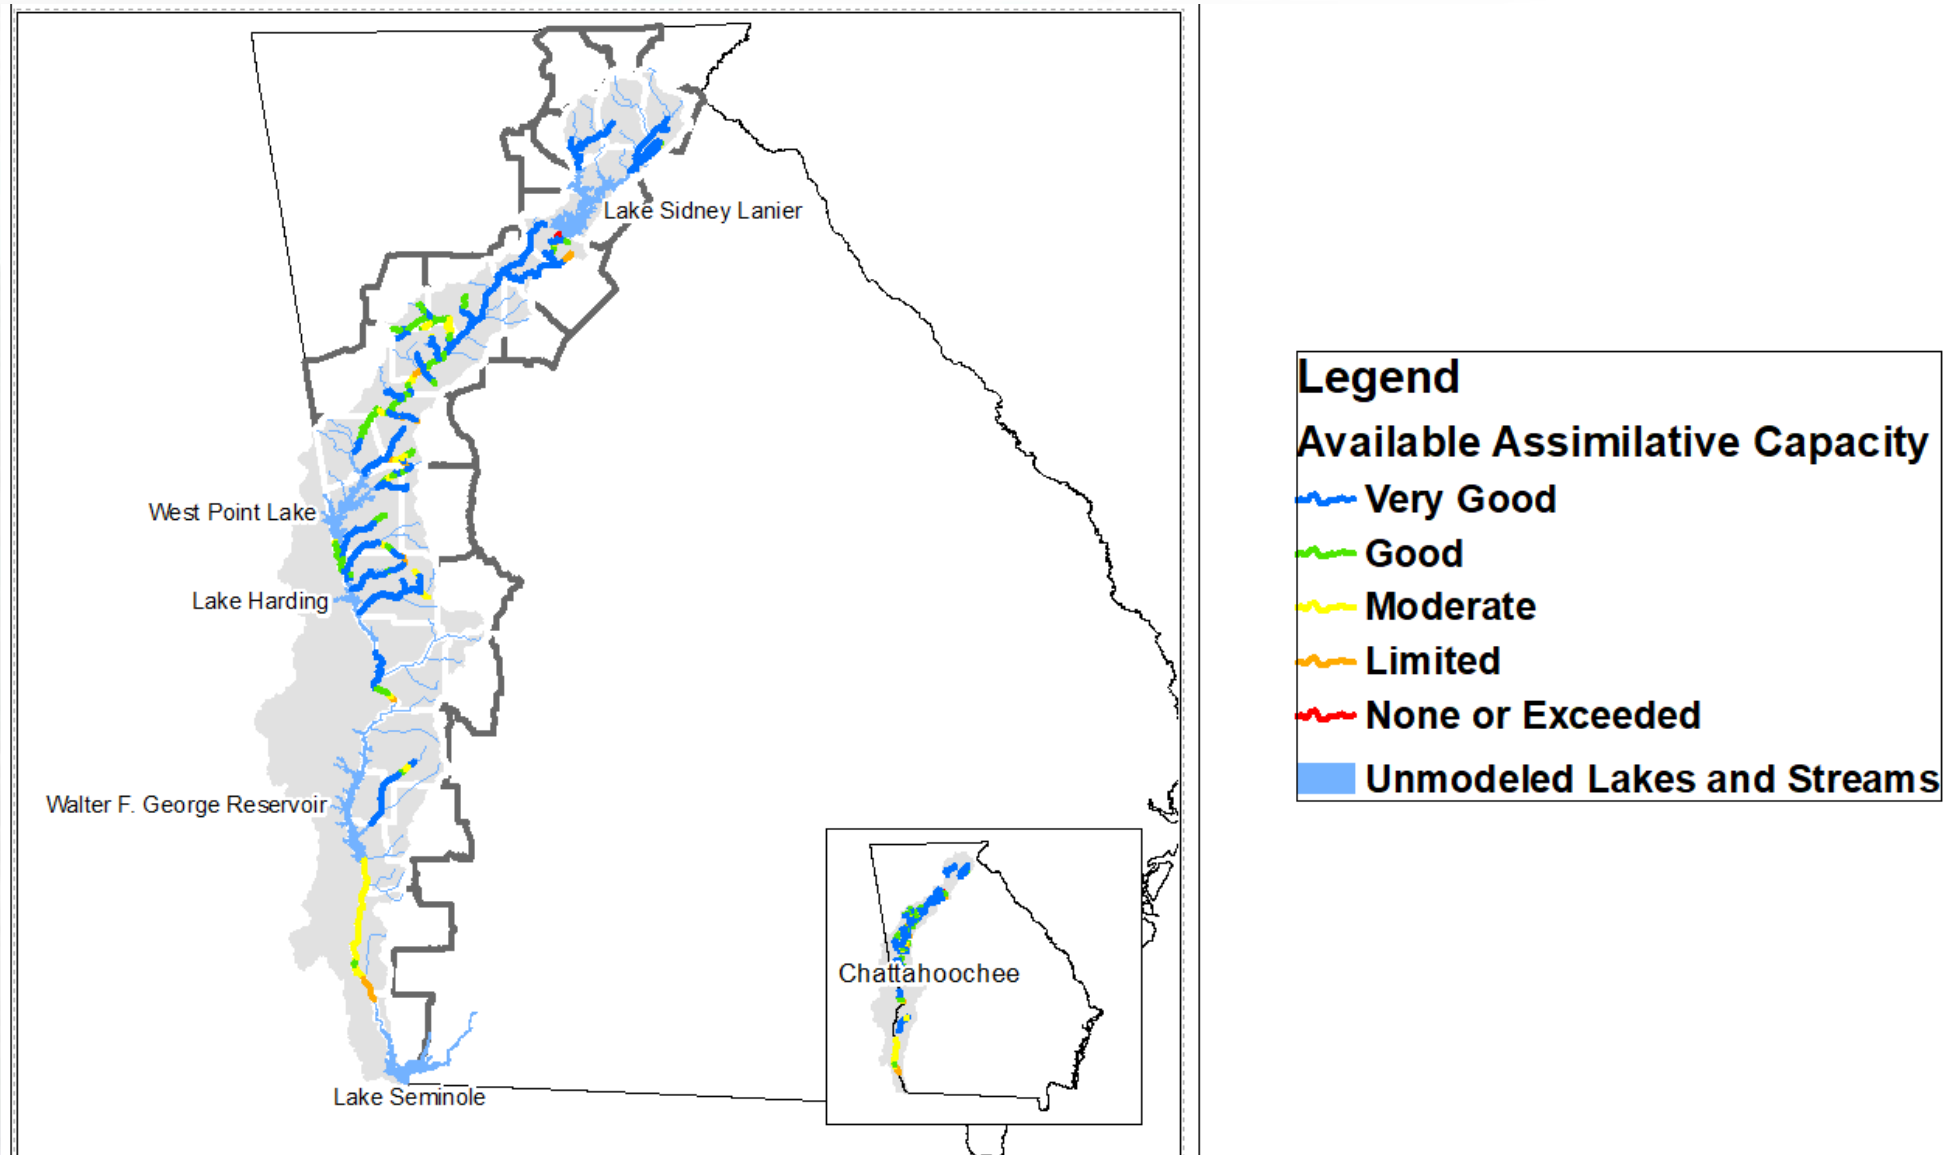 Lake Sidney Lanier
West Point Lake
Lake Harding
Walter F. George Reservoir
Lake Seminole
Chattahoochee
Legend
Available Assimilative Capacity
Very Good
Good
Moderate
Limited
None or Exceeded
Unmodeled Lakes and Streams